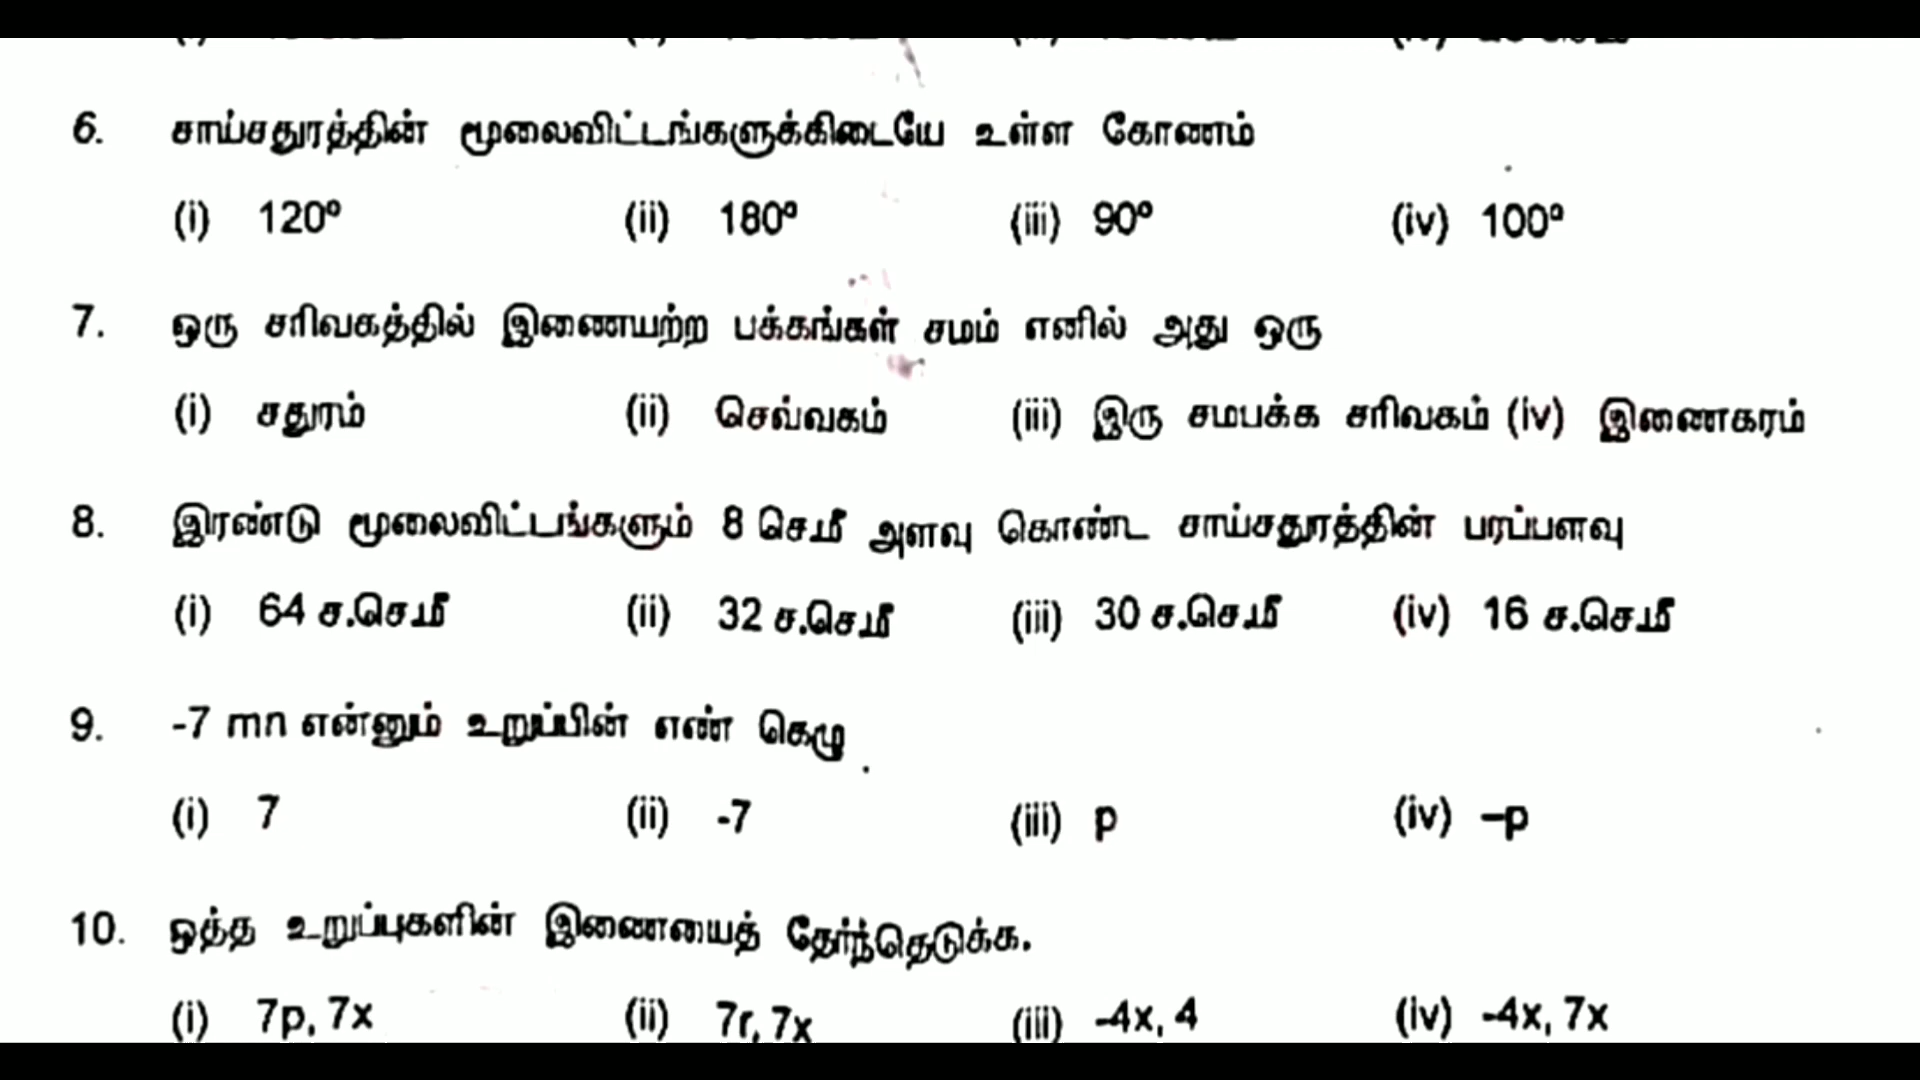 6. சாய்சதுரத்தின் மூலைவிட்டங்களுக்கிடையே உள்ள கோணம்
(i) 120º (ii) 180º (iii) 90º (iv) 100º
7. ஒரு சரிவகத்தில் இணையற்ற பக்கங்கள் சமம் எனில் அது ஒரு
(i) சதுரம் (ii) செவ்வகம் (iii) இரு சமபக்க சரிவகம் (iv) இணைகரம்
8. இரண்டு மூலைவிட்டங்களும் 8 செ.மீ அளவு கொண்ட சாய்சதுரத்தின் பரப்பளவு
(i) 64 ச.செ.மீ (ii) 32 ச.செ.மீ (iii) 30 ச.செ.மீ (iv) 16 ச.செ.மீ
9. -7 mn என்னும் உறுப்பின் எண் கெழு
(i) 7 (ii) -7 (iii) p (iv) –p
10. ஒத்த உறுப்புகளின் இணையைத் தேர்ந்தெடுக்க.
(i) 7p, 7x (ii) 7r, 7x (iii) -4x, 4 (iv) -4x, 7x